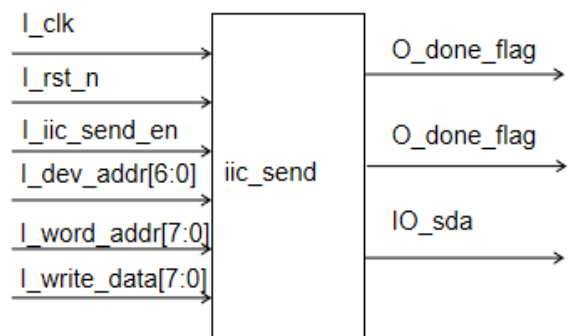 I_clk
I_rst_n
I_iic_send_en
I_dev_addr[6:0]
I_word_addr[7:0]
I_write_data[7:0]
iic_send
O_done_flag
O_done_flag
IO_sda